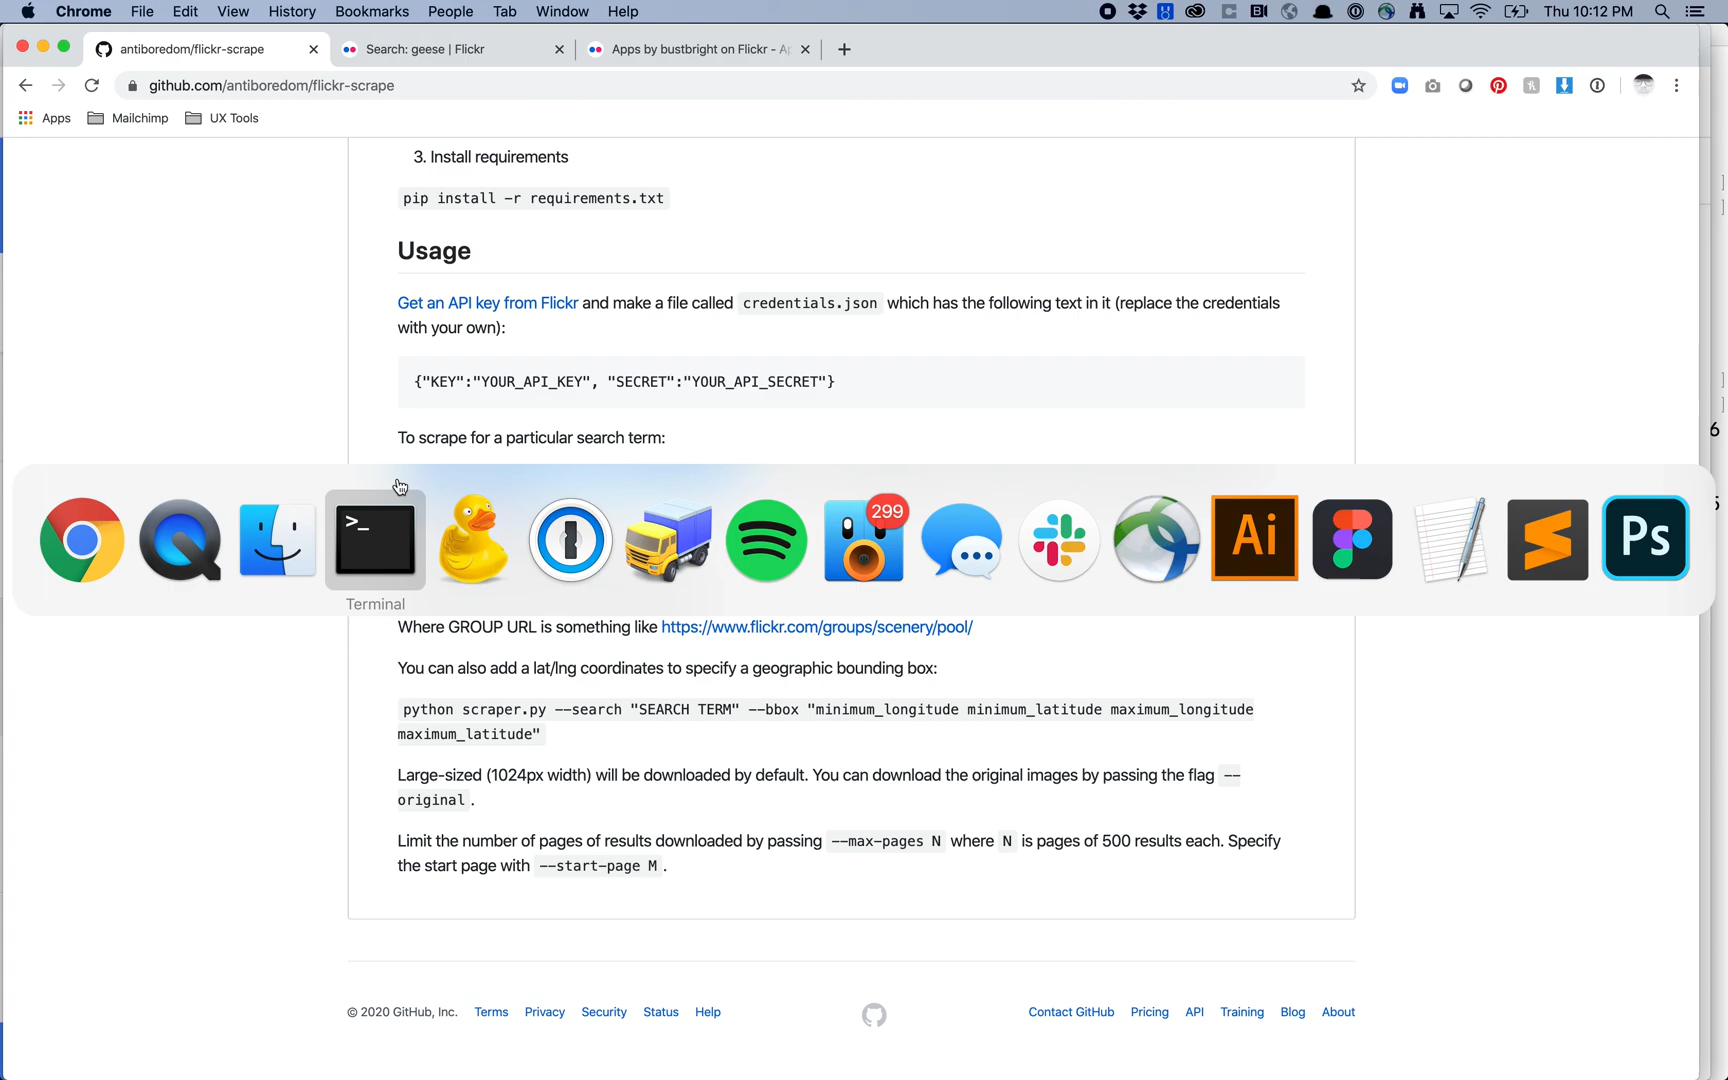 Chrome File Edit View History Bookmarks People Tab Window Help Thu 10:12 PM
antiboredom/flickr-scrape Search: geese | Flickr Apps by bustbright on Flickr - Ap
github.com/antiboredom/flickr-scrape
Apps Mailchimp UX Tools
3. Install requirements
pip install -r requirements.txt
Usage
Get an API key from Flickr and make a file called credentials.json which has the following text in it (replace the credentials
with your own):
{"KEY":"YOUR_API_KEY", "SECRET":"YOUR_API_SECRET"}
To scrape for a particular search term:
6
>_ 299 Ai Ps
Terminal
Where GROUP URL is something like https://www.flickr.com/groups/scenery/pool/
You can also add a lat/lng coordinates to specify a geographic bounding box:
python scraper.py --search "SEARCH TERM" --bbox "minimum_longitude minimum_latitude maximum_longitude
maximum_latitude"
Large-sized (1024px width) will be downloaded by default. You can download the original images by passing the flag --
original.
Limit the number of pages of results downloaded by passing --max-pages N where N is pages of 500 results each. Specify
the start page with --start-page M.
© 2020 GitHub, Inc. Terms Privacy Security Status Help Contact GitHub Pricing API Training Blog About